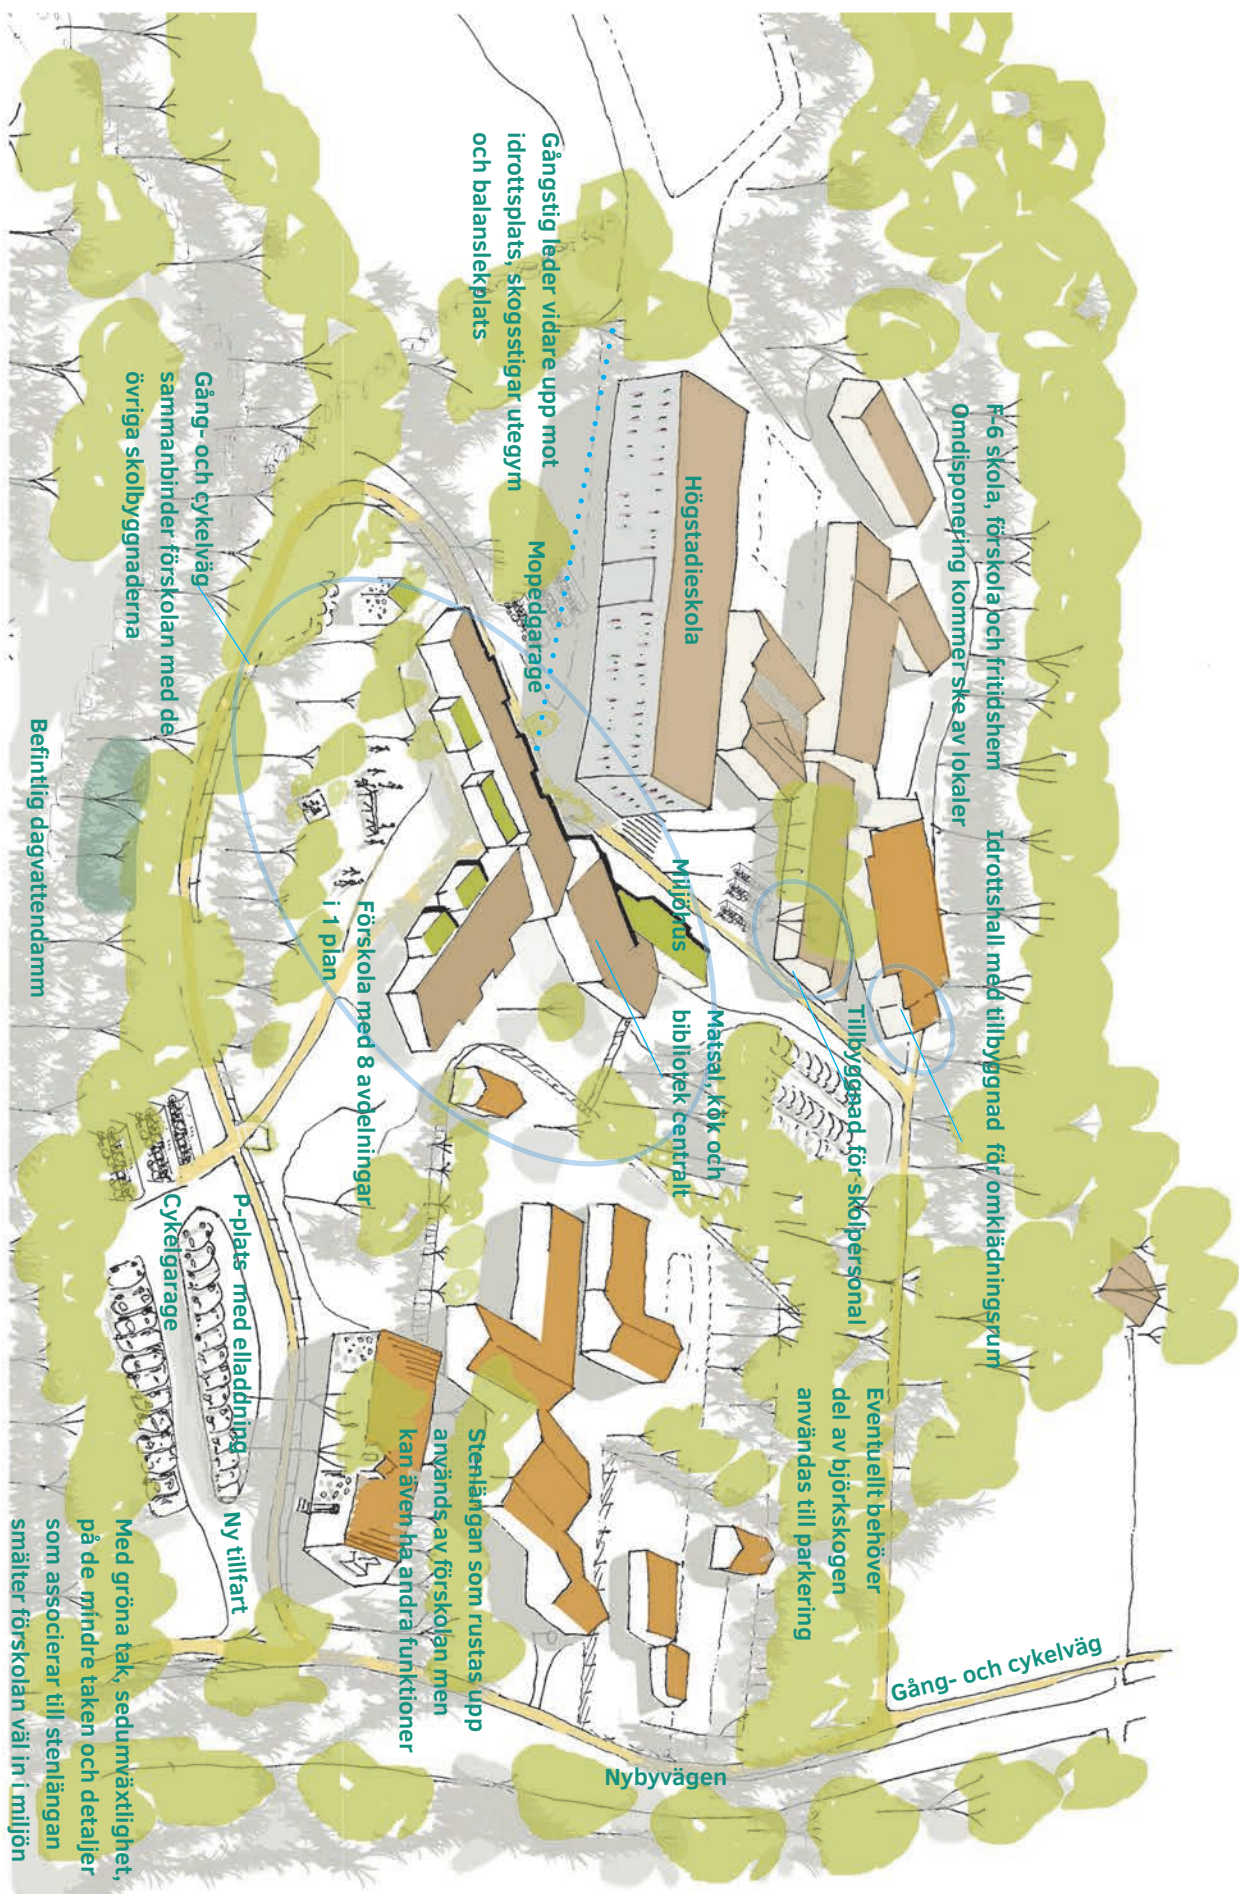 F-6 skola, förskola och fritidshem
Omdisponering kommer ske av lokaler
Idrottshall med tillbyggnad för omklädningsrum
Gångstig leder vidare upp mot
idrottsplats, skogsstigar utegym
och balanslekplats
Högstadieskola
Mopedgarage
Miljöhus
Tillbyggnad för skolpersonal
Matsal, kök och
bibliotek centralt
Eventuellt behöver
del av björkskogen
användas till parkering
Gång- och cykelväg
sammanbinder förskolan med de
övriga skolbyggnaderna
Förskola med 8 avdelningar
i 1 plan
Stenlängan som rustas upp
används av förskolan men
kan även ha andra funktioner
Befintlig dagvattendamm
P-plats med elladdning
Cykelgarage
Ny tillfart
Med gröna tak, sedumväxtlighet,
på de mindre taken och detaljer
som associerar till stenlängan
smälter förskolan väl in i miljön
Gång- och cykelväg
Nybyvägen